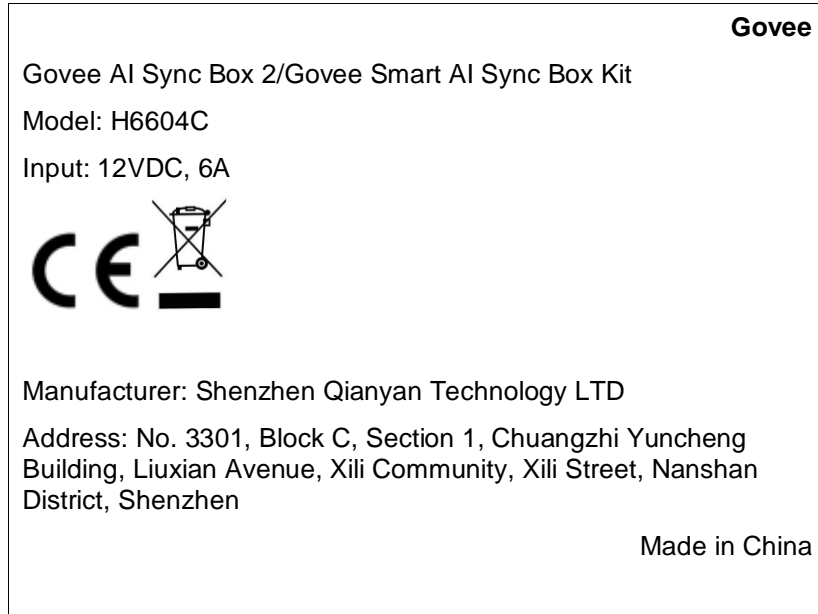 Govee
Govee AI Sync Box 2/Govee Smart AI Sync Box Kit
Model: H6604C
Input: 12VDC, 6A
CE
Manufacturer: Shenzhen Qianyan Technology LTD
Address: No. 3301, Block C, Section 1, Chuangzhi Yuncheng
Building, Liuxian Avenue, Xili Community, Xili Street, Nanshan
District, Shenzhen
Made in China